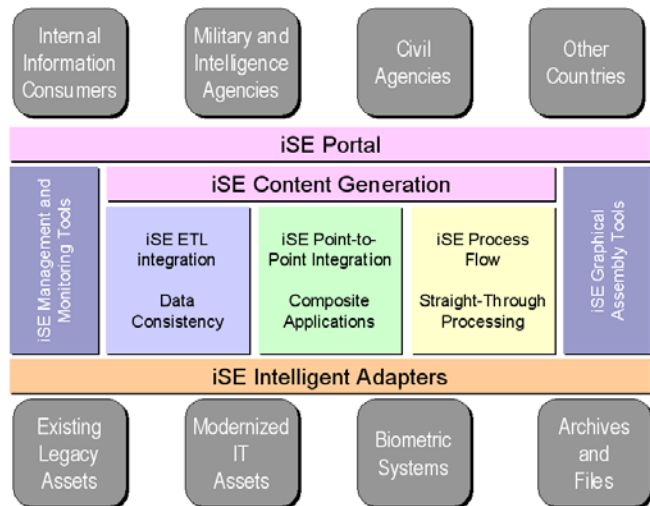 Internal
Information
Consumers
Military and
Intelligence
Agencies
Civil
Agencies
Other
Countries
iSE Portal
iSE Management and
Monitoring Tools
iSE Content Generation
iSE ETL
integration
Data
Consistency
iSE Point-to-
Point Integration
Composite
Applications
iSE Process
Flow
Straight-Through
Processing
iSE Graphical
Assembly Tools
iSE Intelligent Adapters
Existing
Legacy
Assets
Modernized
IT
Assets
Biometric
Systems
Archives
and
Files